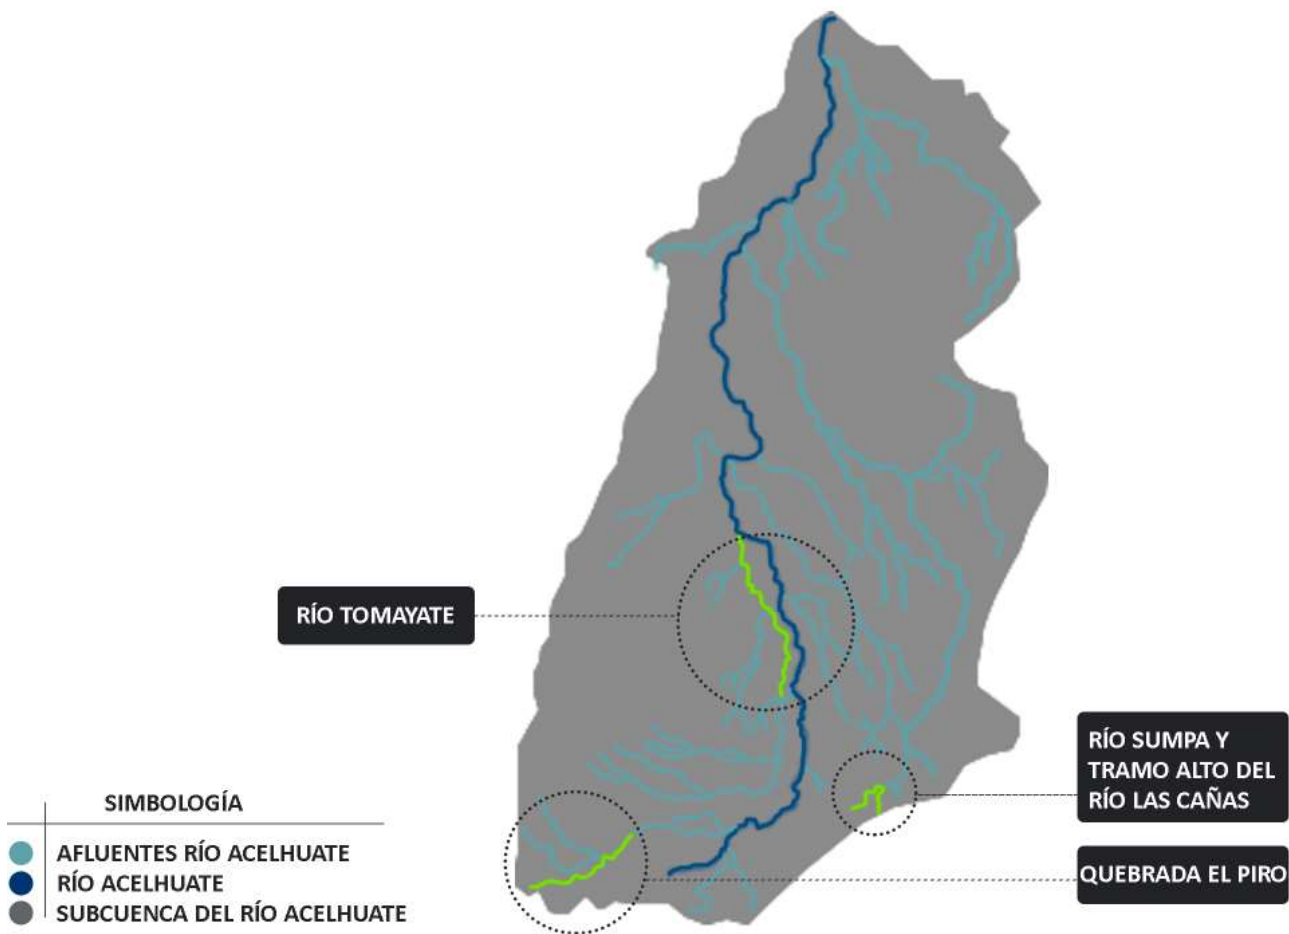 RÍO TOMAYATE
RÍO SUMPA Y
TRAMO ALTO DEL
RÍO LAS CAÑAS
QUEBRADA EL PIRO
SIMBOLOGÍA
AFLUENTES RÍO ACELHUATE
RÍO ACELHUATE
SUBCUENCA DEL RÍO ACELHUATE